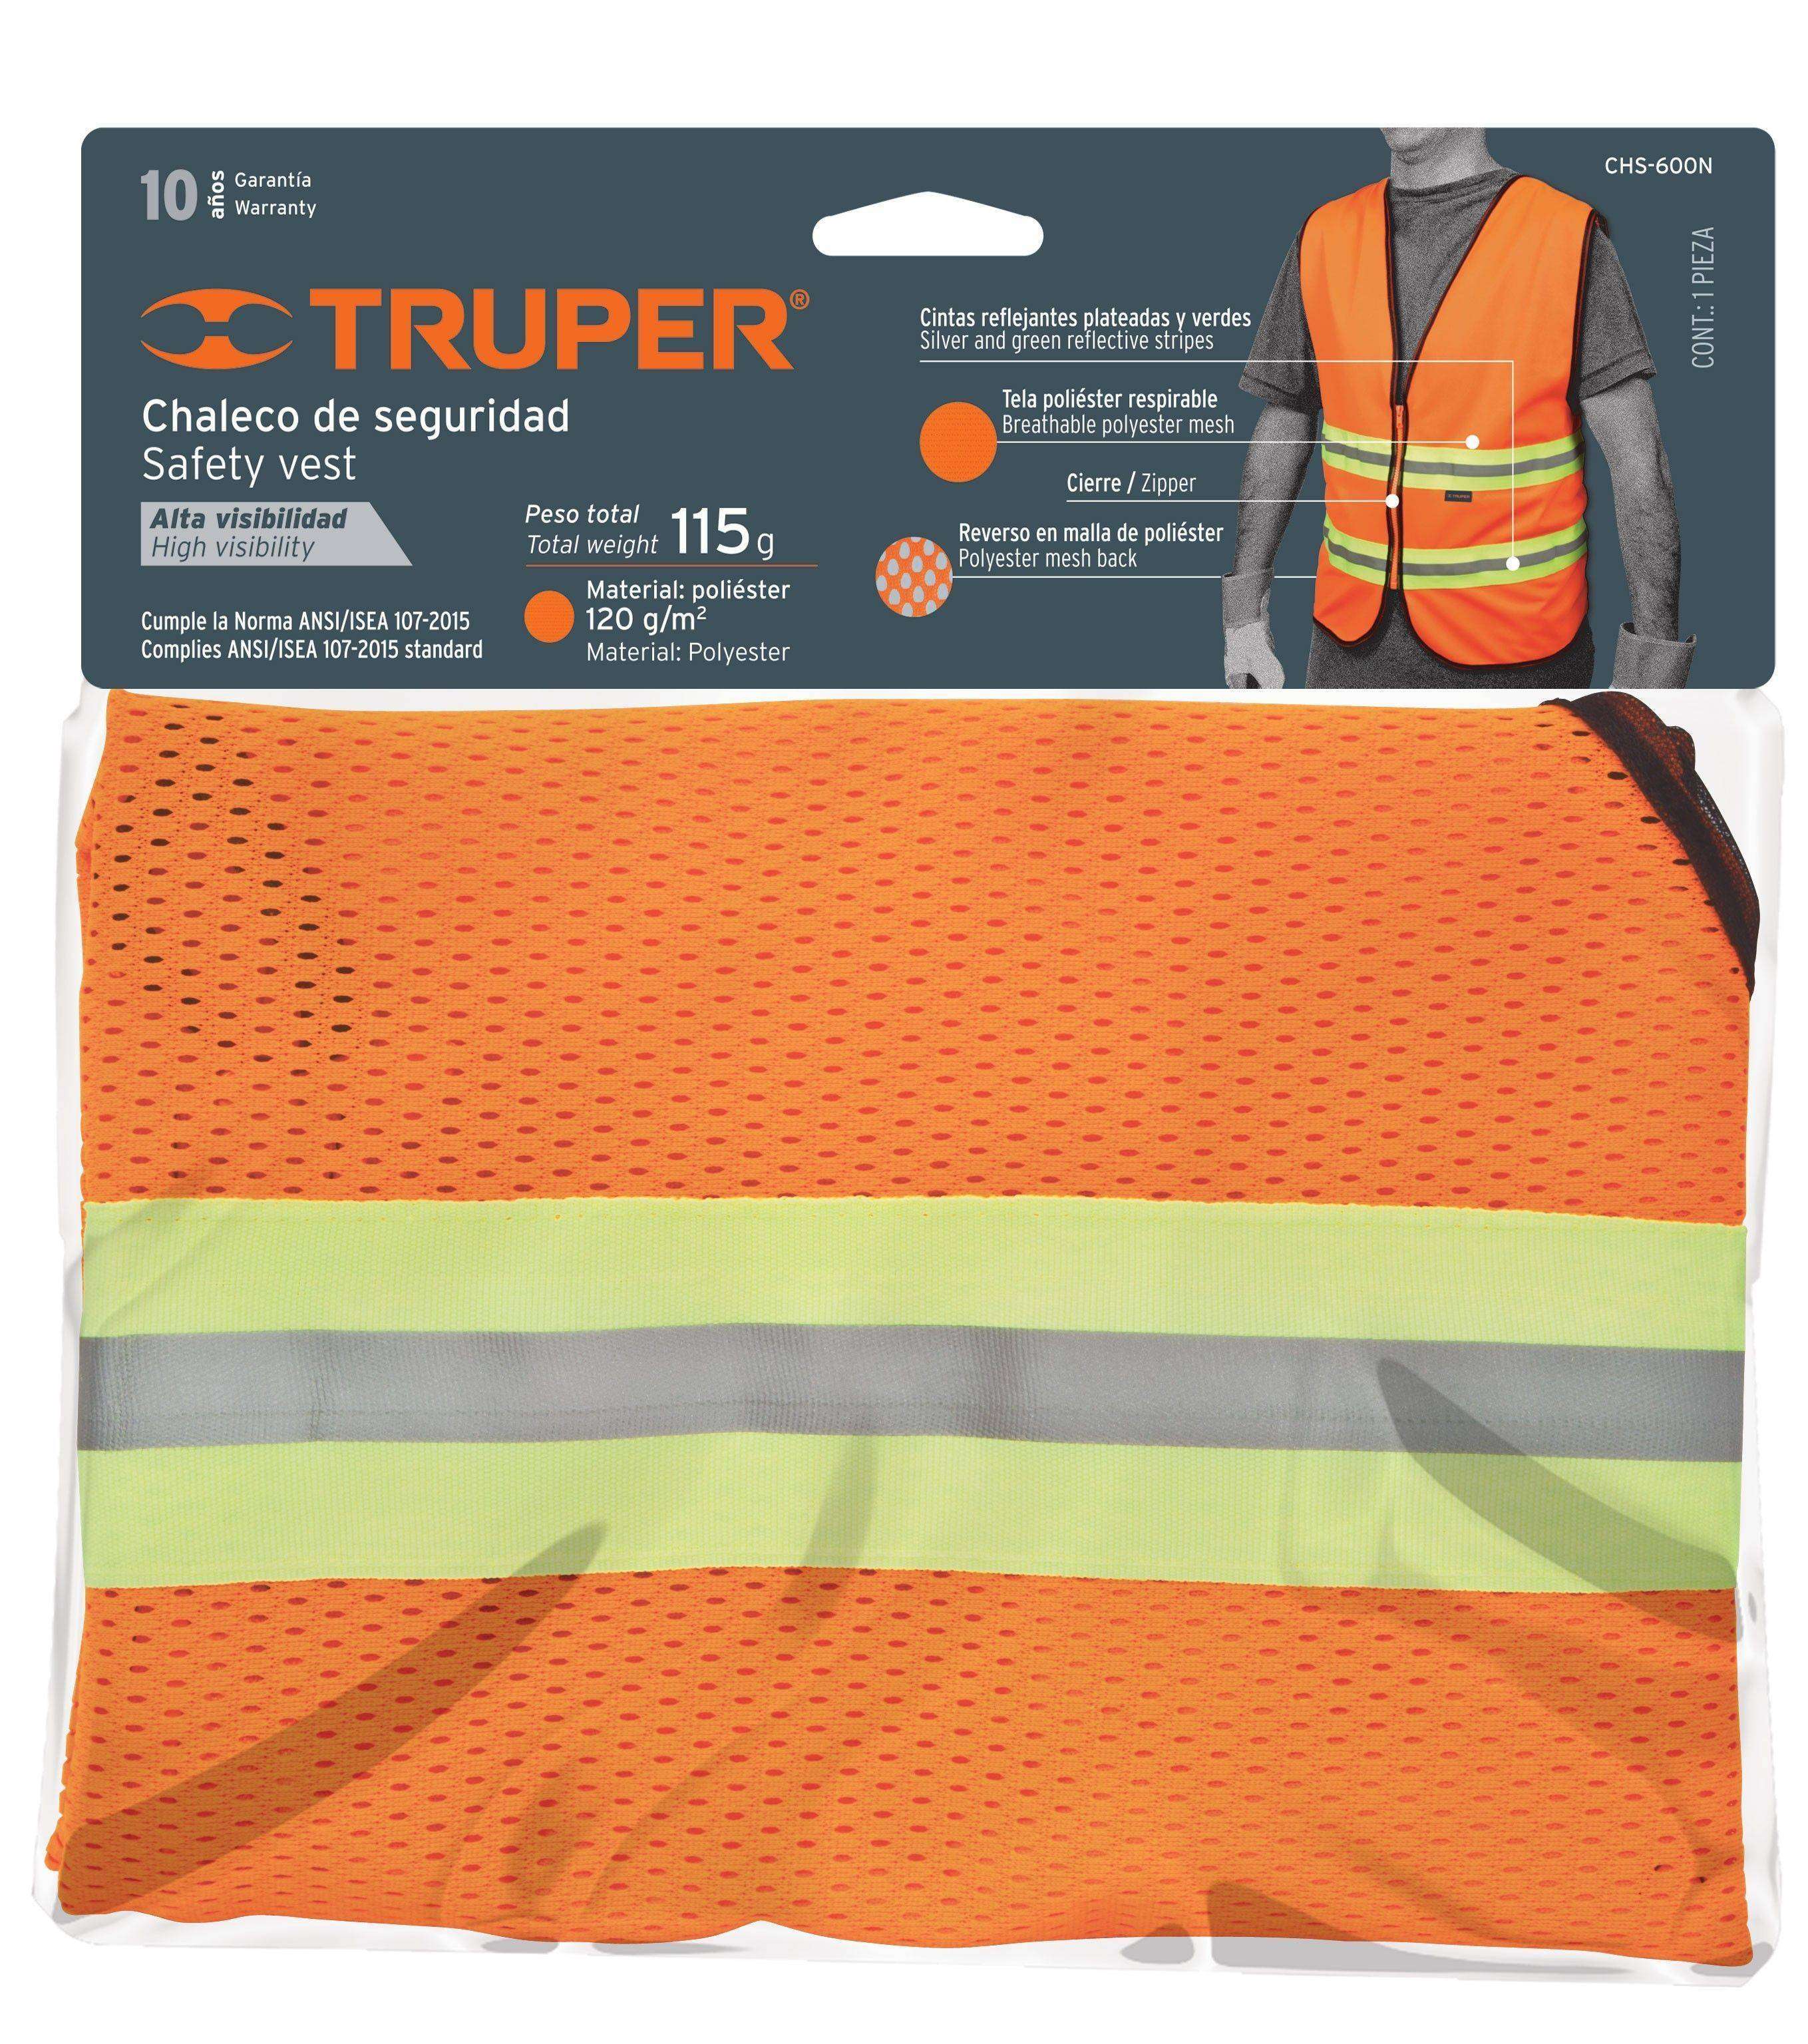 10 años Garantía
Warranty
TRUPER®
Chaleco de seguridad
Safety vest
Alta visibilidad
High visibility
Cumple la Norma ANSI/ISEA 107-2015
Complies ANSI/ISEA 107-2015 standard
Peso total
Total weight
115 g
Material: poliéster
120 g/m²
Material: Polyester
Cintas reflejantes plateadas y verdes
Silver and green reflective stripes
Tela poliéster respirable
Breathable polyester mesh
Cierre / Zipper
Reverso en malla de poliéster
Polyester mesh back
TRUPER
CHS-600N
CONT.: 1 PIEZA